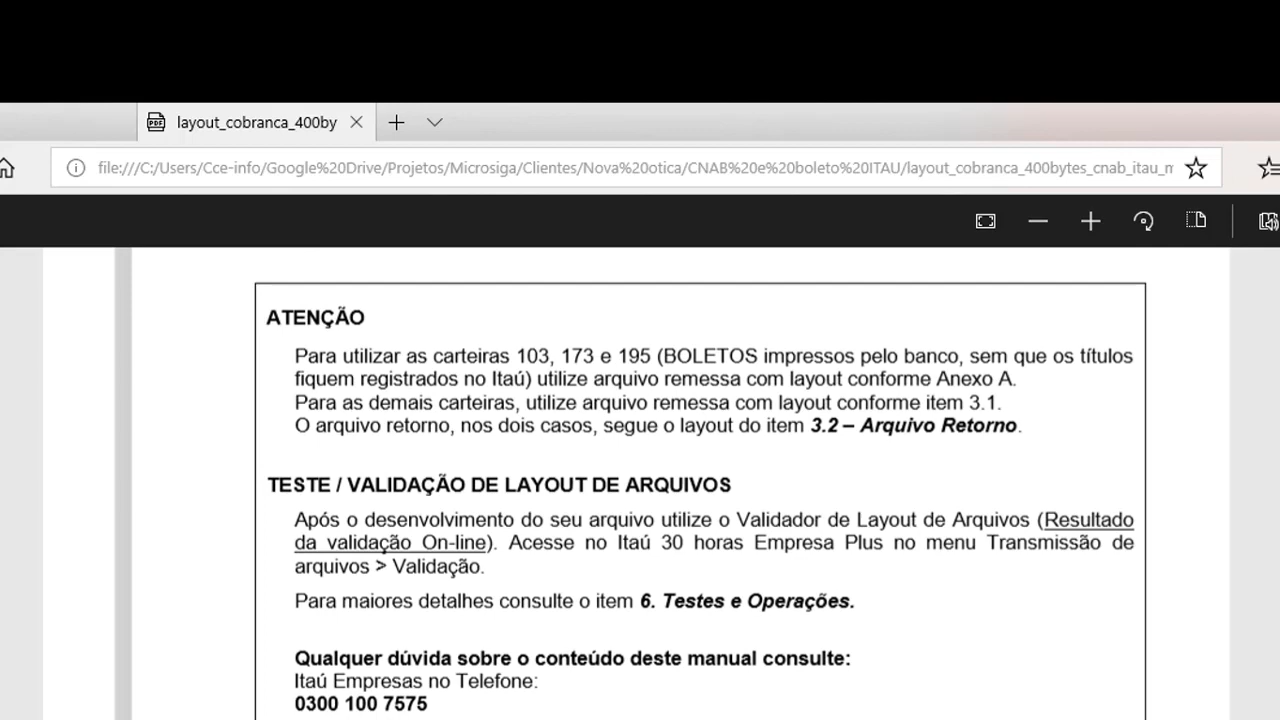 layout_cobranca_400by
file:///C:/Users/Cce-info/Google%20Drive/Projetos/Microsiga/Clientes/Nova%20otica/CNAB%20e%20boleto%20ITAU/layout_cobranca_400bytes_cnab_itau_m
ATENÇÃO
Para utilizar as carteiras 103, 173 e 195 (BOLETOS impressos pelo banco, sem que os títulos
fiquem registrados no Itaú) utilize arquivo remessa com layout conforme Anexo A.
Para as demais carteiras, utilize arquivo remessa com layout conforme item 3.1.
O arquivo retorno, nos dois casos, segue o layout do item 3.2 – Arquivo Retorno.
TESTE / VALIDAÇÃO DE LAYOUT DE ARQUIVOS
Após o desenvolvimento do seu arquivo utilize o Validador de Layout de Arquivos (Resultado
da validação On-line). Acesse no Itaú 30 horas Empresa Plus no menu Transmissão de
arquivos > Validação.
Para maiores detalhes consulte o item 6. Testes e Operações.
Qualquer dúvida sobre o conteúdo deste manual consulte:
Itaú Empresas no Telefone:
0300 100 7575